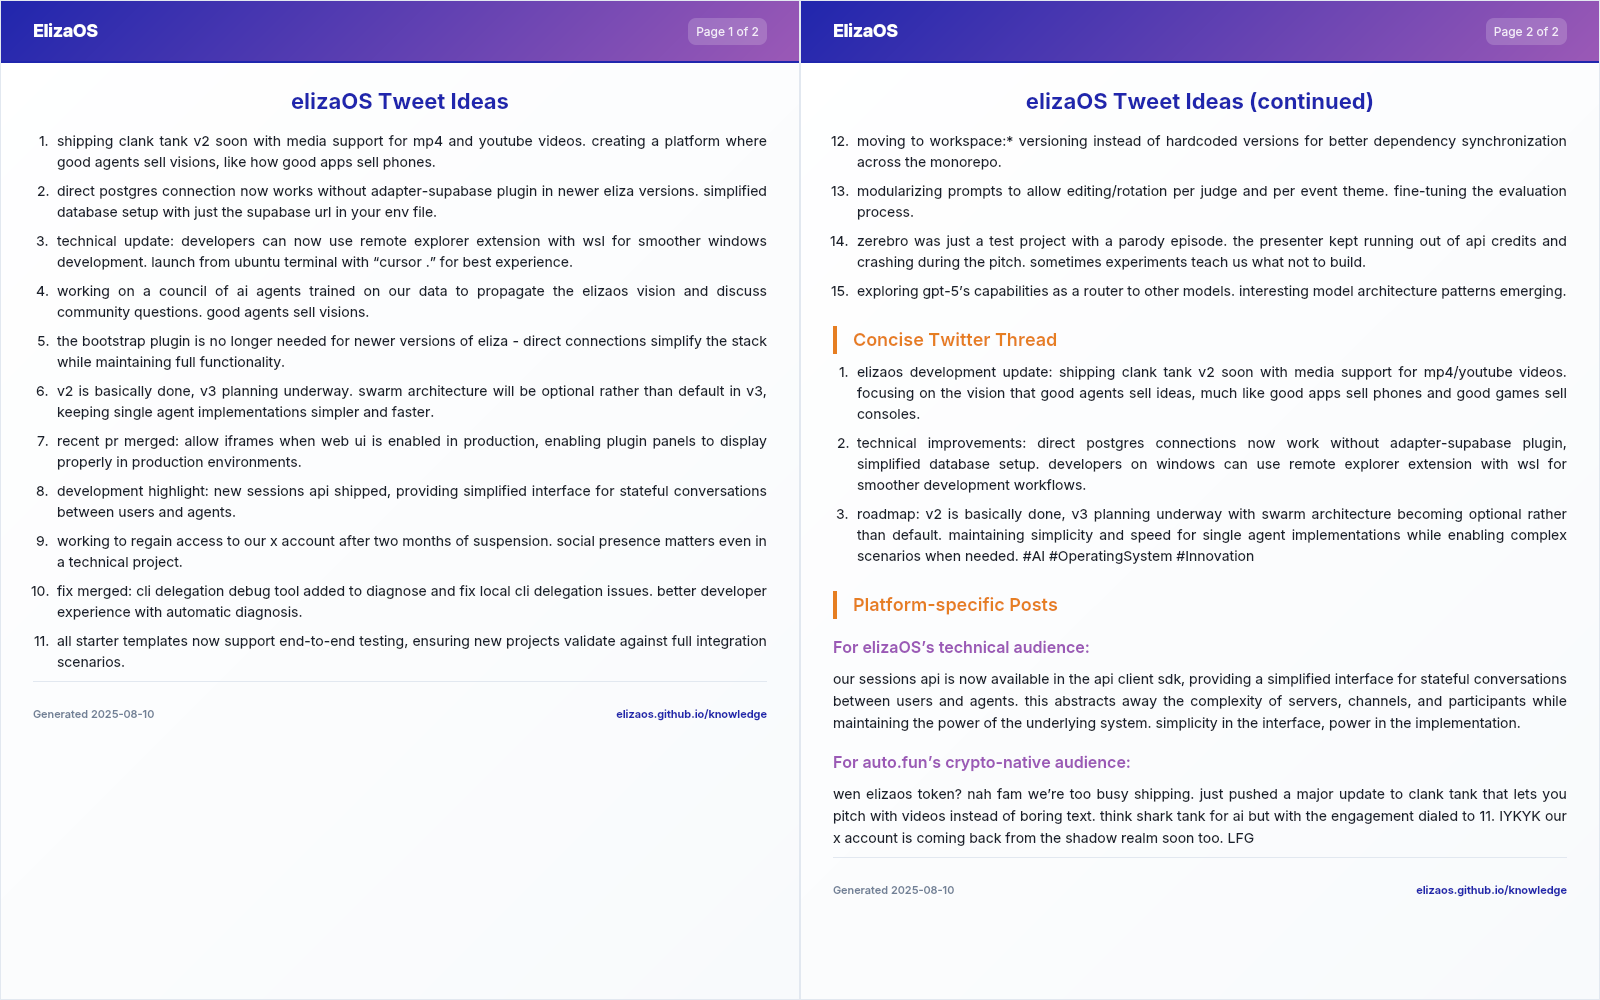 ElizaOS
Page 1 of 2
elizaOS Tweet Ideas
1. shipping clank tank v2 soon with media support for mp4 and youtube videos. creating a platform where
good agents sell visions, like how good apps sell phones.
2. direct postgres connection now works without adapter-supabase plugin in newer eliza versions. simplified
database setup with just the supabase url in your env file.
3. technical update: developers can now use remote explorer extension with wsl for smoother windows
development. launch from ubuntu terminal with “cursor .” for best experience.
4. working on a council of ai agents trained on our data to propagate the elizaos vision and discuss
community questions. good agents sell visions.
5. the bootstrap plugin is no longer needed for newer versions of eliza - direct connections simplify the stack
while maintaining full functionality.
6. v2 is basically done, v3 planning underway. swarm architecture will be optional rather than default in v3,
keeping single agent implementations simpler and faster.
7. recent pr merged: allow iframes when web ui is enabled in production, enabling plugin panels to display
properly in production environments.
8. development highlight: new sessions api shipped, providing simplified interface for stateful conversations
between users and agents.
9. working to regain access to our x account after two months of suspension. social presence matters even in
a technical project.
10. fix merged: cli delegation debug tool added to diagnose and fix local cli delegation issues. better developer
experience with automatic diagnosis.
11. all starter templates now support end-to-end testing, ensuring new projects validate against full integration
scenarios.
Generated 2025-08-10
elizaos.github.io/knowledge
ElizaOS
Page 2 of 2
elizaOS Tweet Ideas (continued)
12. moving to workspace:* versioning instead of hardcoded versions for better dependency synchronization
across the monorepo.
13. modularizing prompts to allow editing/rotation per judge and per event theme. fine-tuning the evaluation
process.
14. zerebro was just a test project with a parody episode. the presenter kept running out of api credits and
crashing during the pitch. sometimes experiments teach us what not to build.
15. exploring gpt-5’s capabilities as a router to other models. interesting model architecture patterns emerging.
Concise Twitter Thread
1. elizaos development update: shipping clank tank v2 soon with media support for mp4/youtube videos.
focusing on the vision that good agents sell ideas, much like good apps sell phones and good games sell
consoles.
2. technical improvements: direct postgres connections now work without adapter-supabase plugin,
simplified database setup. developers on windows can use remote explorer extension with wsl for
smoother development workflows.
3. roadmap: v2 is basically done, v3 planning underway with swarm architecture becoming optional rather
than default. maintaining simplicity and speed for single agent implementations while enabling complex
scenarios when needed. #AI #OperatingSystem #Innovation
Platform-specific Posts
For elizaOS’s technical audience:
our sessions api is now available in the api client sdk, providing a simplified interface for stateful conversations
between users and agents. this abstracts away the complexity of servers, channels, and participants while
maintaining the power of the underlying system. simplicity in the interface, power in the implementation.
For auto.fun’s crypto-native audience:
wen elizaos token? nah fam we’re too busy shipping. just pushed a major update to clank tank that lets you
pitch with videos instead of boring text. think shark tank for ai but with the engagement dialed to 11. IYKYK our
x account is coming back from the shadow realm soon too. LFG
Generated 2025-08-10
elizaos.github.io/knowledge